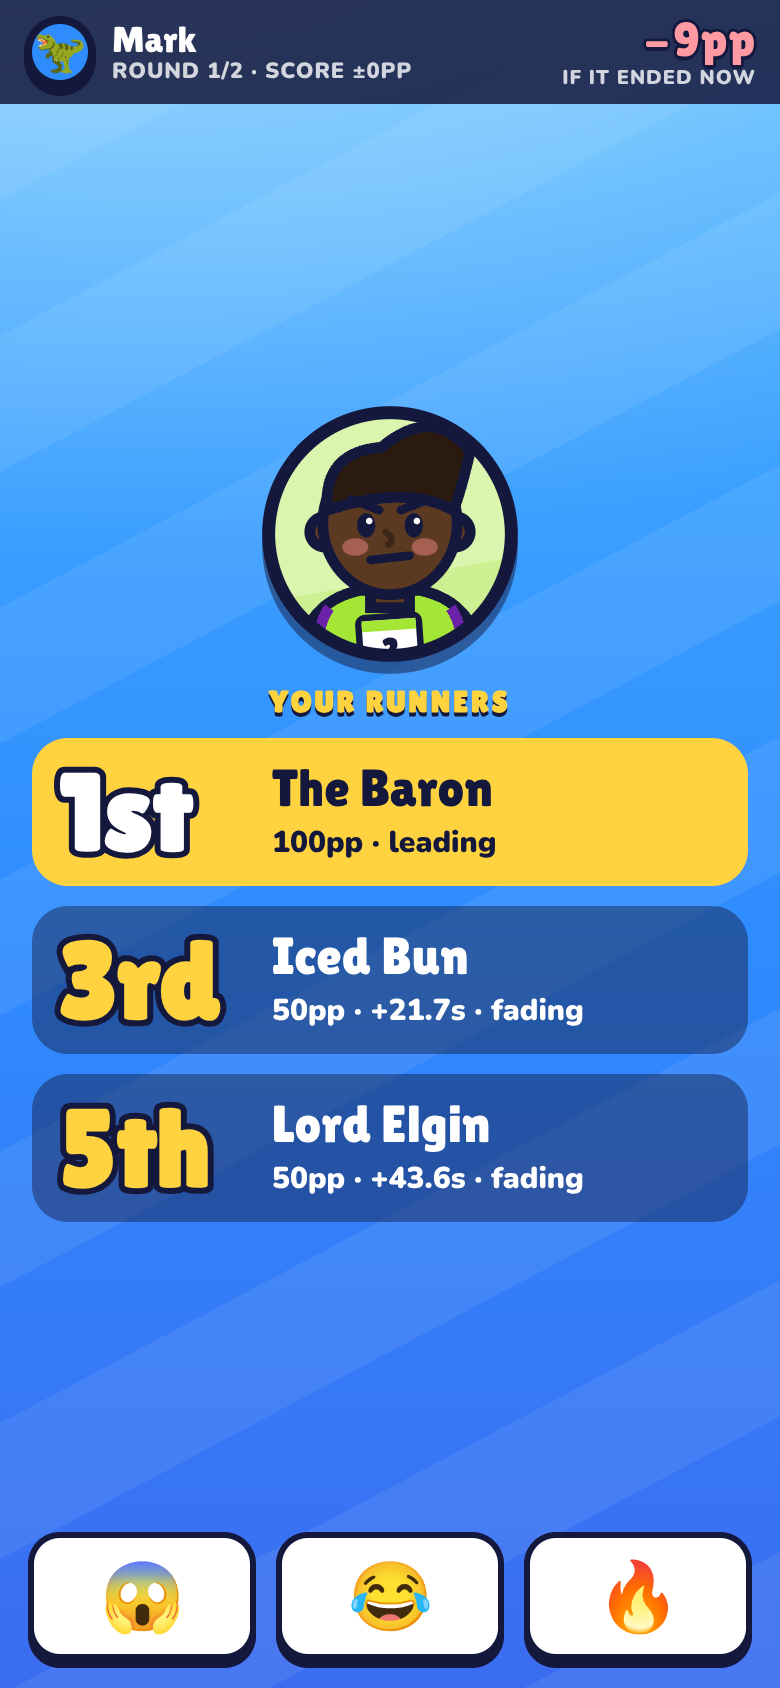 Mark
ROUND 1/2 · SCORE ±0PP
−9pp
IF IT ENDED NOW
YOUR RUNNERS
1st
The Baron
100pp · leading
3rd
Iced Bun
50pp · +21.7s · fading
5th
Lord Elgin
50pp · +43.6s · fading